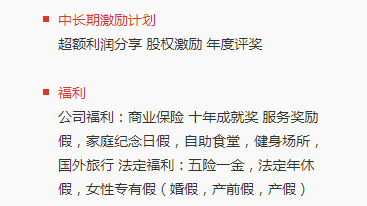 中长期激励计划
超额利润分享 股权激励 年度评奖
福利
公司福利：商业保险 十年成就奖 服务奖励
假，家庭纪念日假，自助食堂，健身场所，
国外旅行 法定福利：五险一金，法定年休
假，女性专有假（婚假，产前假，产假）